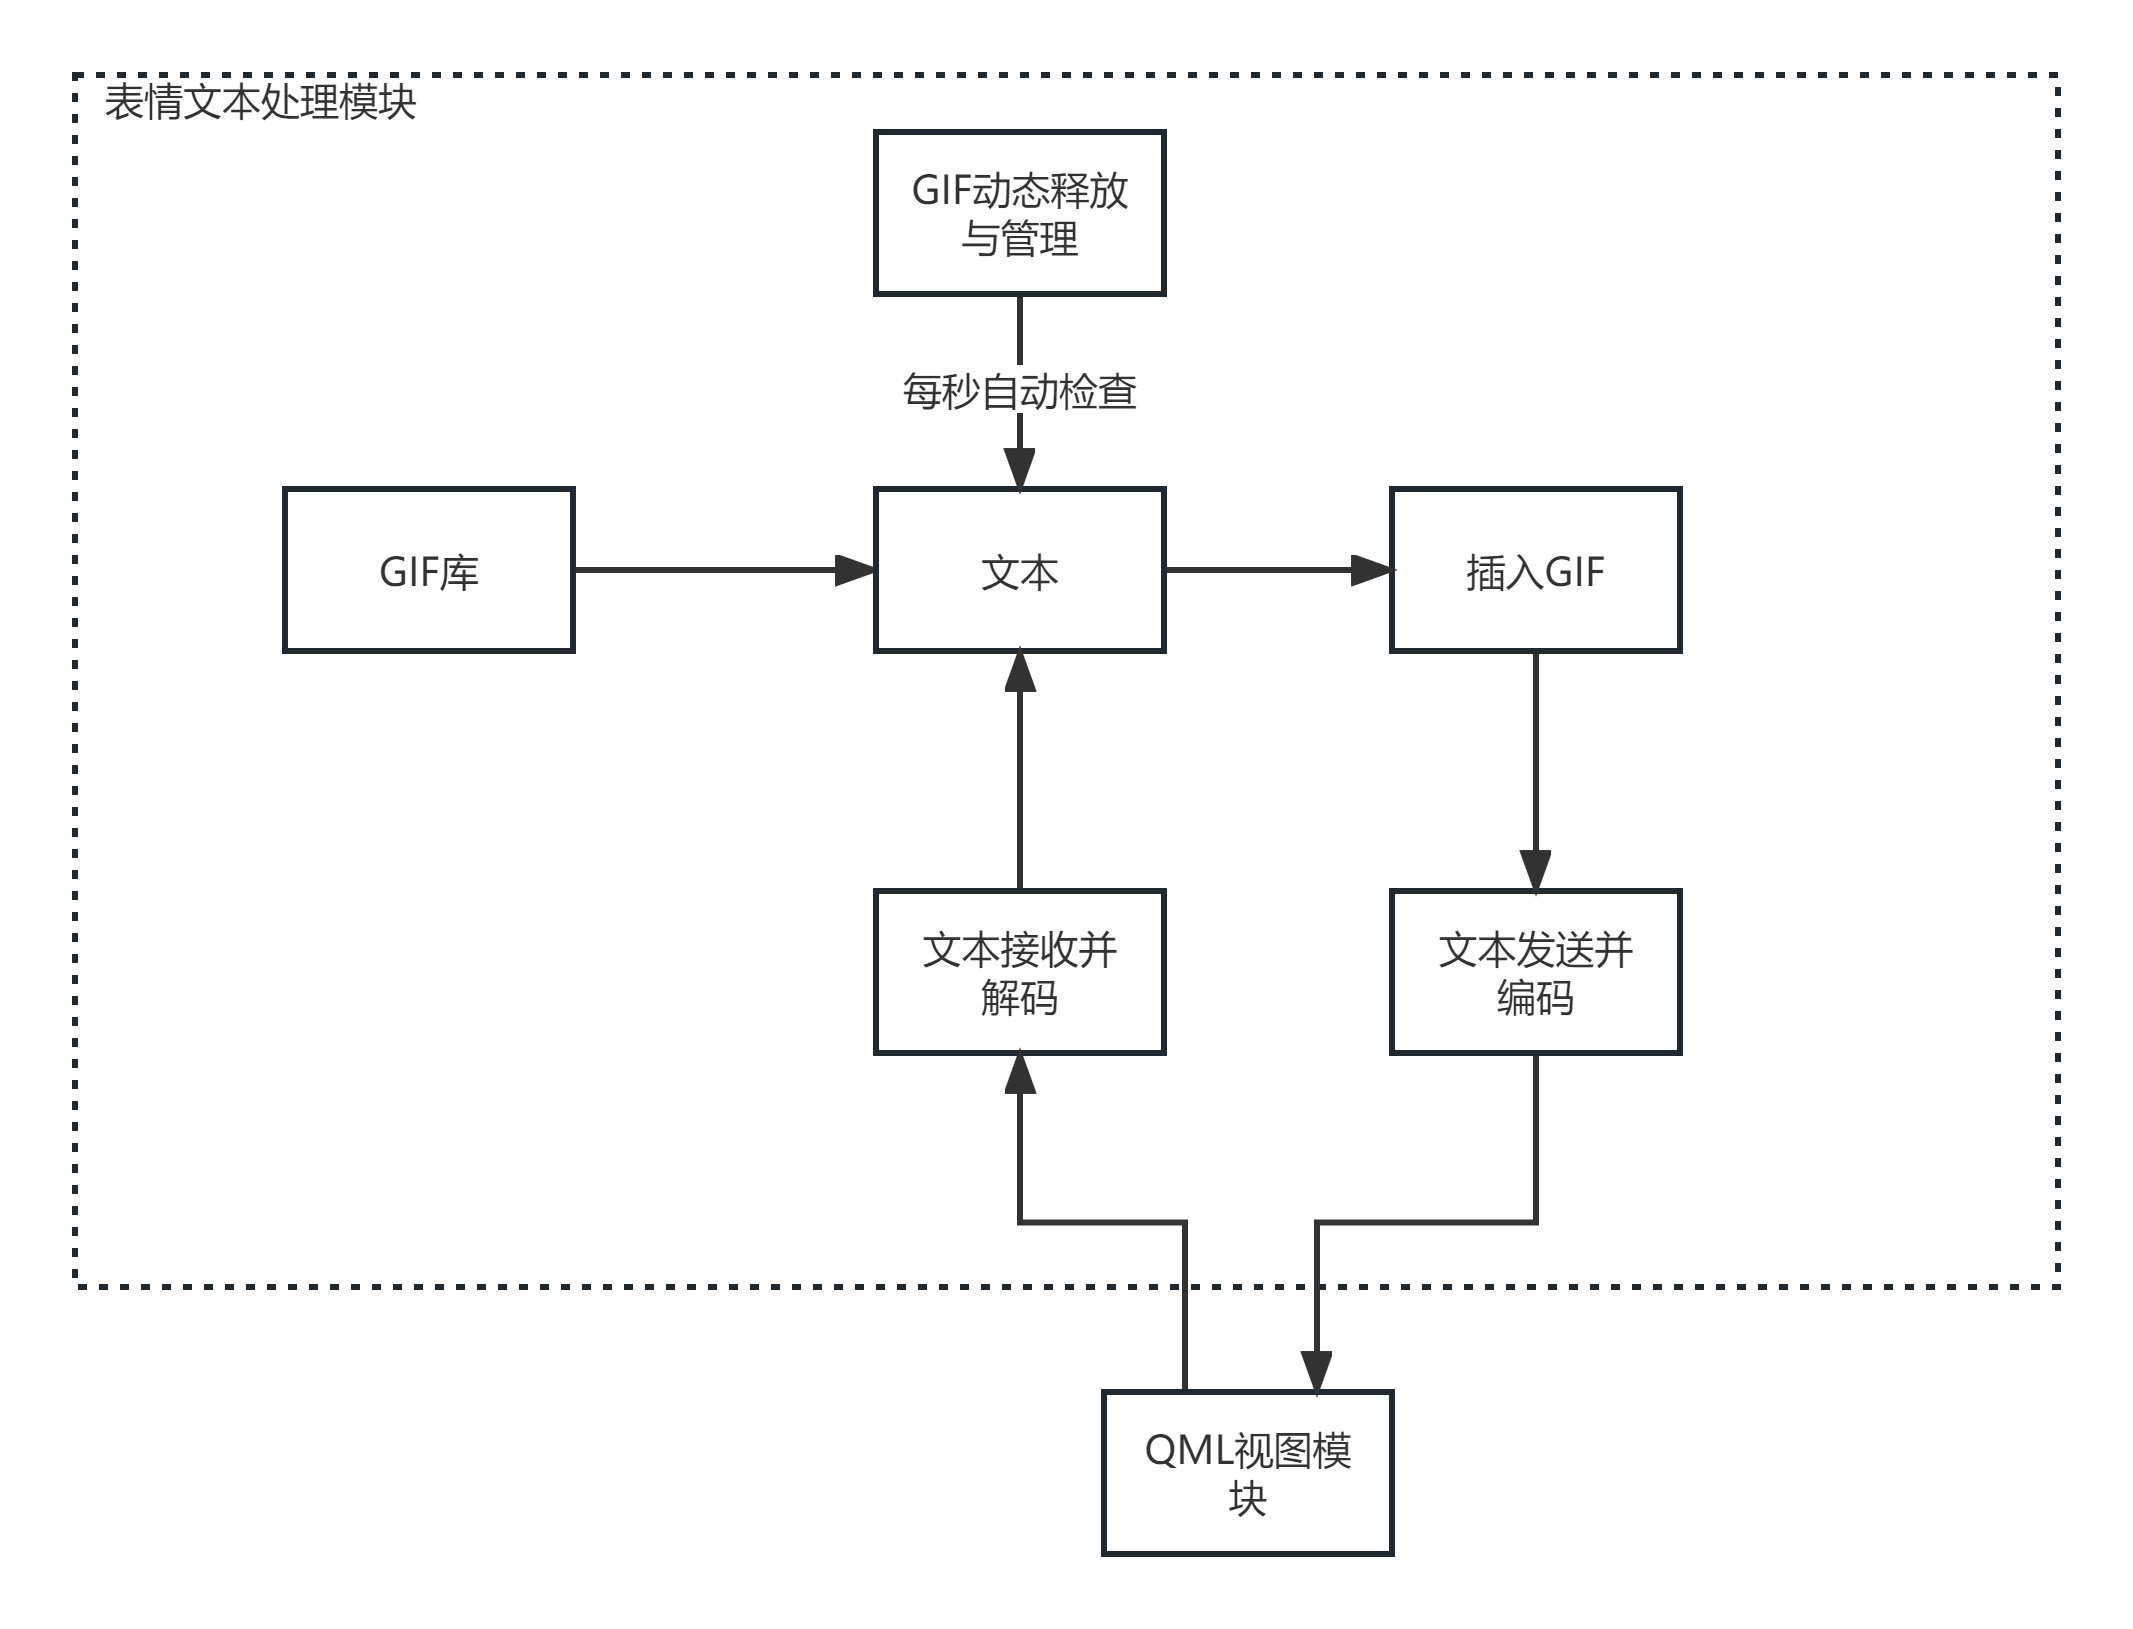 表情文本处理模块
GIF动态释放
与管理
每秒自动检查
GIF库
文本
插入GIF
文本接收并
解码
文本发送并
编码
QML视图模
块